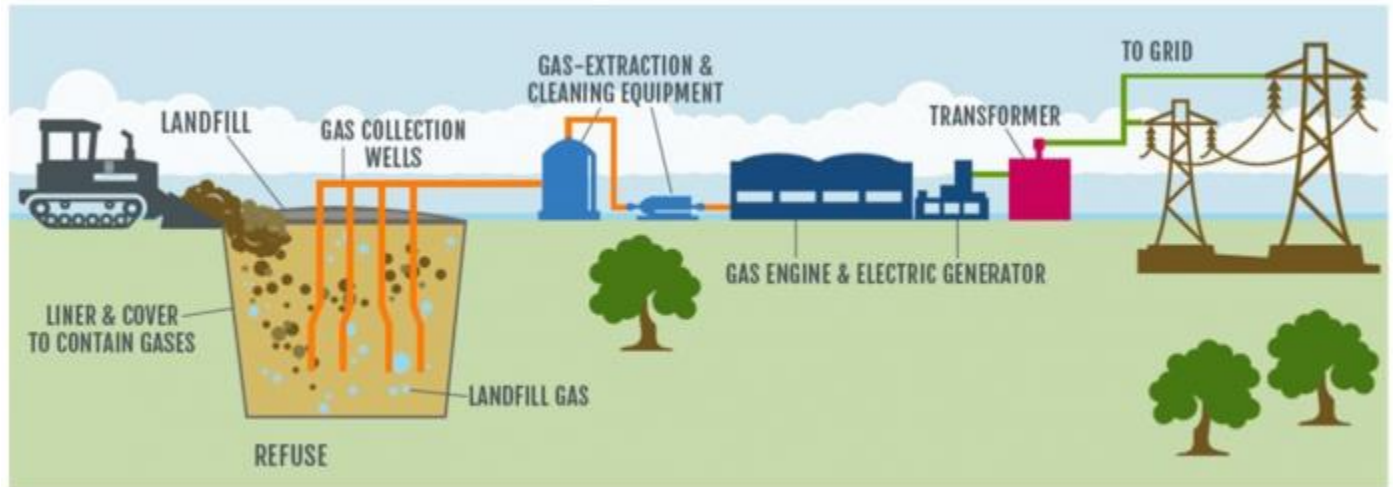 TO GRID
GAS-EXTRACTION &
CLEANING EQUIPMENT
TRANSFORMER
LANDFILL
GAS COLLECTION
WELLS
GAS ENGINE & ELECTRIC GENERATOR
LINER & COVER
TO CONTAIN GASES
LANDFILL GAS
REFUSE